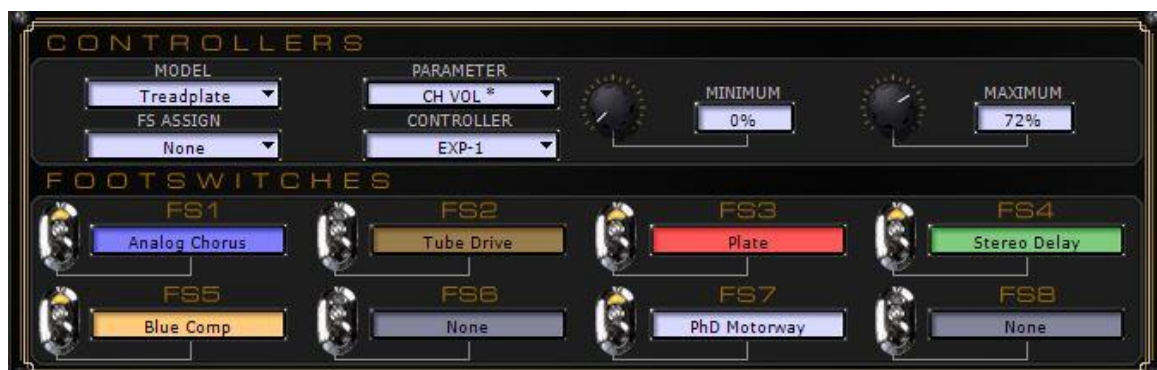 CONTROLLERS
MODEL PARAMETER
Treadplate CH VOL * MINIMUM MAXIMUM
FS ASSIGN CONTROLLER 0% 72%
None EXP-1
FOOTSWITCHES
FS1 FS2 FS3 FS4
Analog Chorus Tube Drive Plate Stereo Delay
FS5 FS6 FS7 FS8
Blue Comp None PhD Motorway None